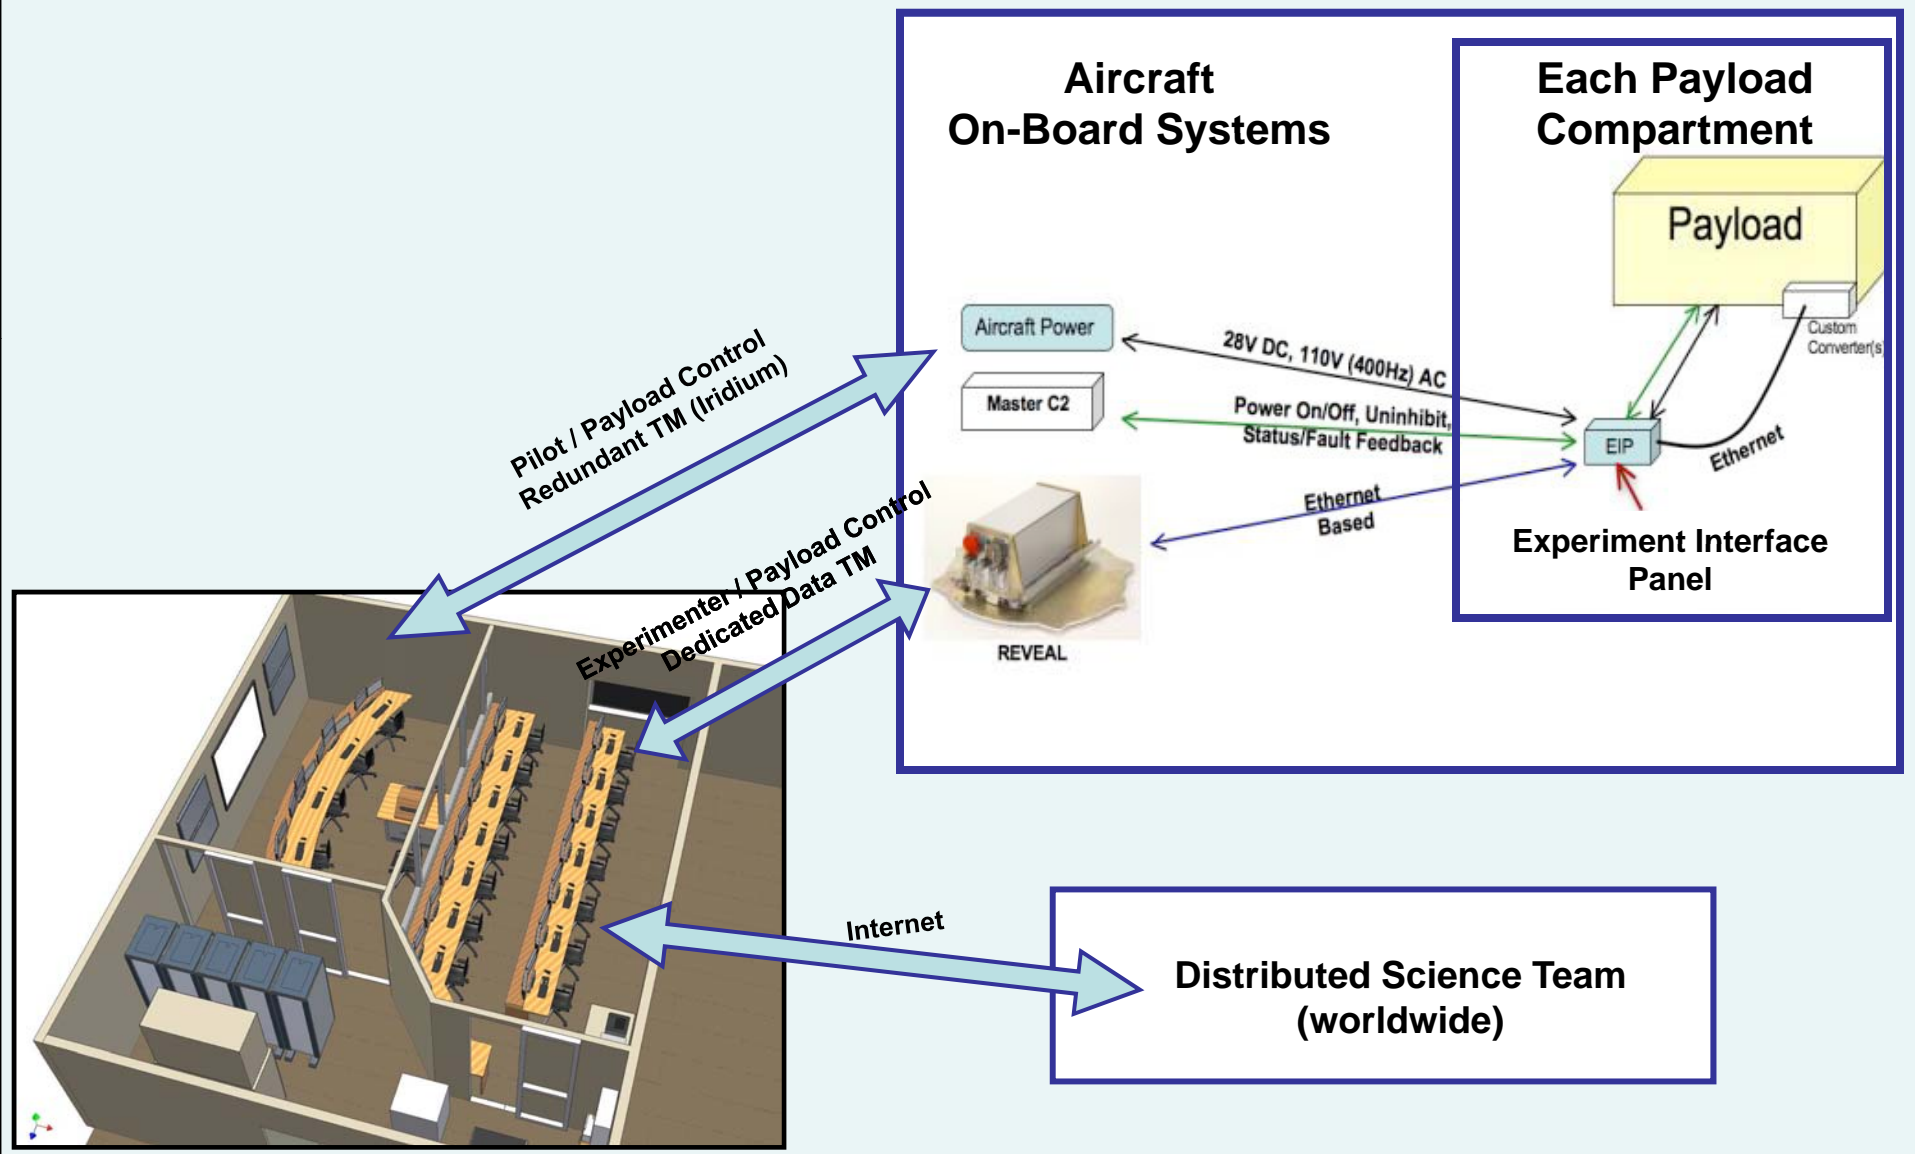 Aircraft
On-Board Systems
Each Payload
Compartment
Payload
Custom
Converter(s)
Aircraft Power
28V DC, 110V (400Hz) AC
Master C2
Power On/Off, Uninhibit,
Status/Fault Feedback
EIP
Ethernet
Ethernet
Based
Experiment Interface
Panel
REVEAL
Pilot / Payload Control
Redundant TM (Iridium)
Experimenter / Payload Control
Dedicated Data TM
Internet
Distributed Science Team
(worldwide)